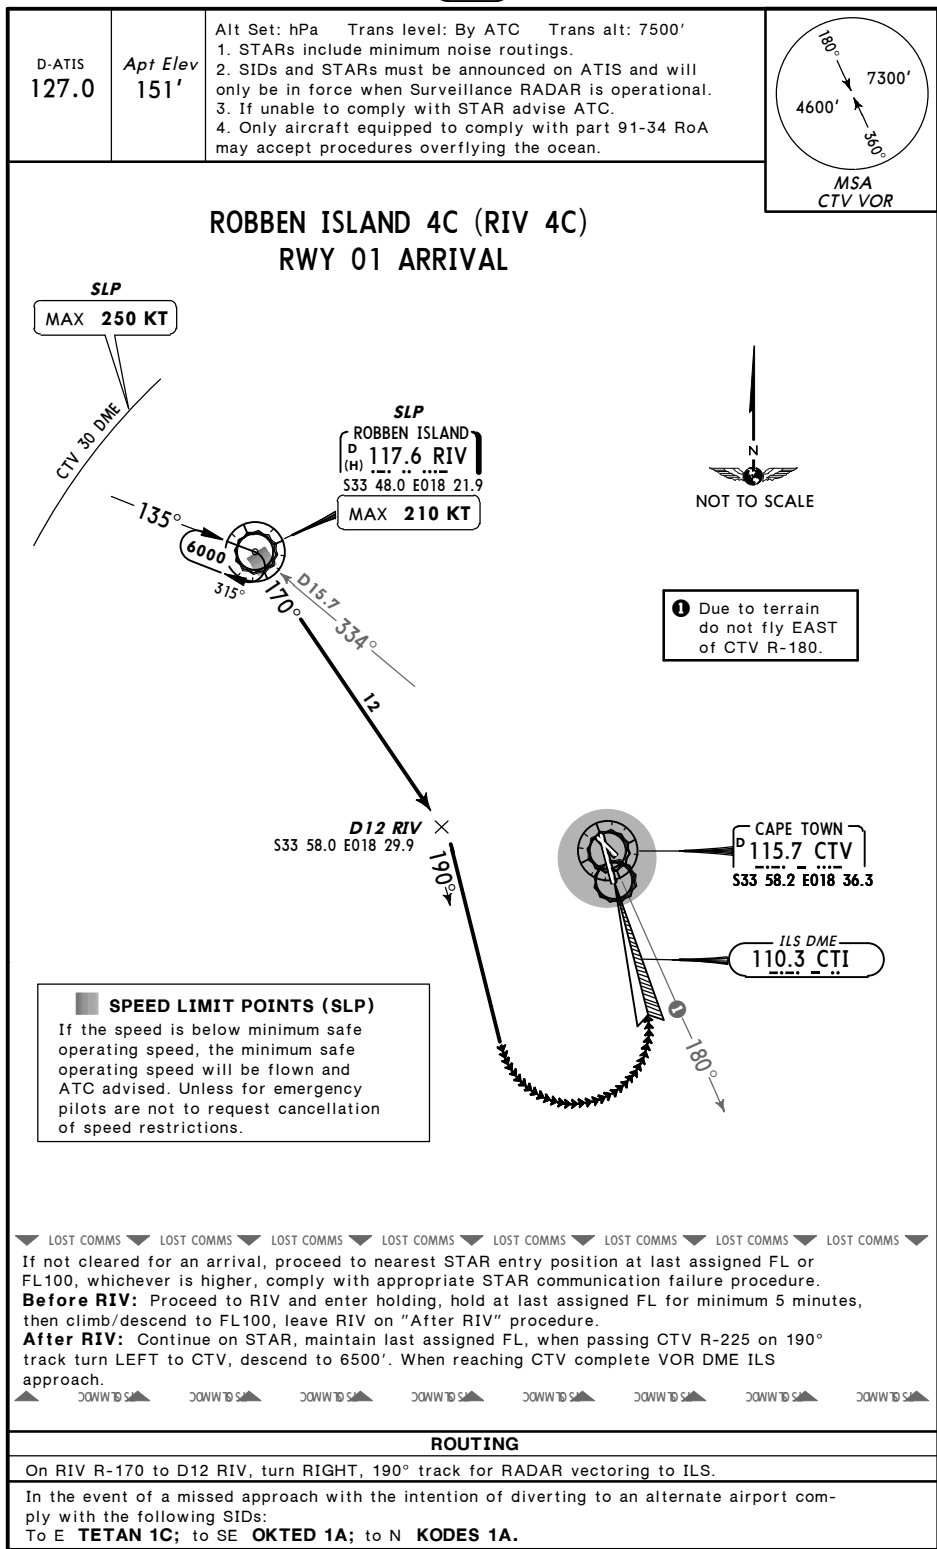 D-ATIS
127.0
Apt Elev
151'
Alt Set: hPa Trans level: By ATC Trans alt: 7500'
1. STARs include minimum noise routings.
2. SIDs and STARs must be announced on ATIS and will
only be in force when Surveillance RADAR is operational.
3. If unable to comply with STAR advise ATC.
4. Only aircraft equipped to comply with part 91-34 RoA
may accept procedures overflying the ocean.
180°
7300'
4600'
360°
MSA
CTV VOR
ROBBEN ISLAND 4C (RIV 4C)
RWY 01 ARRIVAL
SLP
MAX 250 KT
CTV 30 DME
SLP
ROBBEN ISLAND
D
(H) 117.6 RIV
S33 48.0 E018 21.9
MAX 210 KT
N
NOT TO SCALE
135°
6000
315°
170°
D15.7
334°
1 Due to terrain
do not fly EAST
of CTV R-180.
12
D12 RIV
S33 58.0 E018 29.9
190°
CAPE TOWN
D 115.7 CTV
S33 58.2 E018 36.3
ILS DME
110.3 CTI
1
180°
SPEED LIMIT POINTS (SLP)
If the speed is below minimum safe
operating speed, the minimum safe
operating speed will be flown and
ATC advised. Unless for emergency
pilots are not to request cancellation
of speed restrictions.
LOST COMMS LOST COMMS LOST COMMS LOST COMMS LOST COMMS LOST COMMS LOST COMMS LOST COMMS
If not cleared for an arrival, proceed to nearest STAR entry position at last assigned FL or
FL100, whichever is higher, comply with appropriate STAR communication failure procedure.
Before RIV: Proceed to RIV and enter holding, hold at last assigned FL for minimum 5 minutes,
then climb/descend to FL100, leave RIV on "After RIV" procedure.
After RIV: Continue on STAR, maintain last assigned FL, when passing CTV R-225 on 190°
track turn LEFT to CTV, descend to 6500'. When reaching CTV complete VOR DME ILS
approach.
ROUTING
On RIV R-170 to D12 RIV, turn RIGHT, 190° track for RADAR vectoring to ILS.
In the event of a missed approach with the intention of diverting to an alternate airport com-
ply with the following SIDs:
To E TETAN 1C; to SE OKTED 1A; to N KODES 1A.